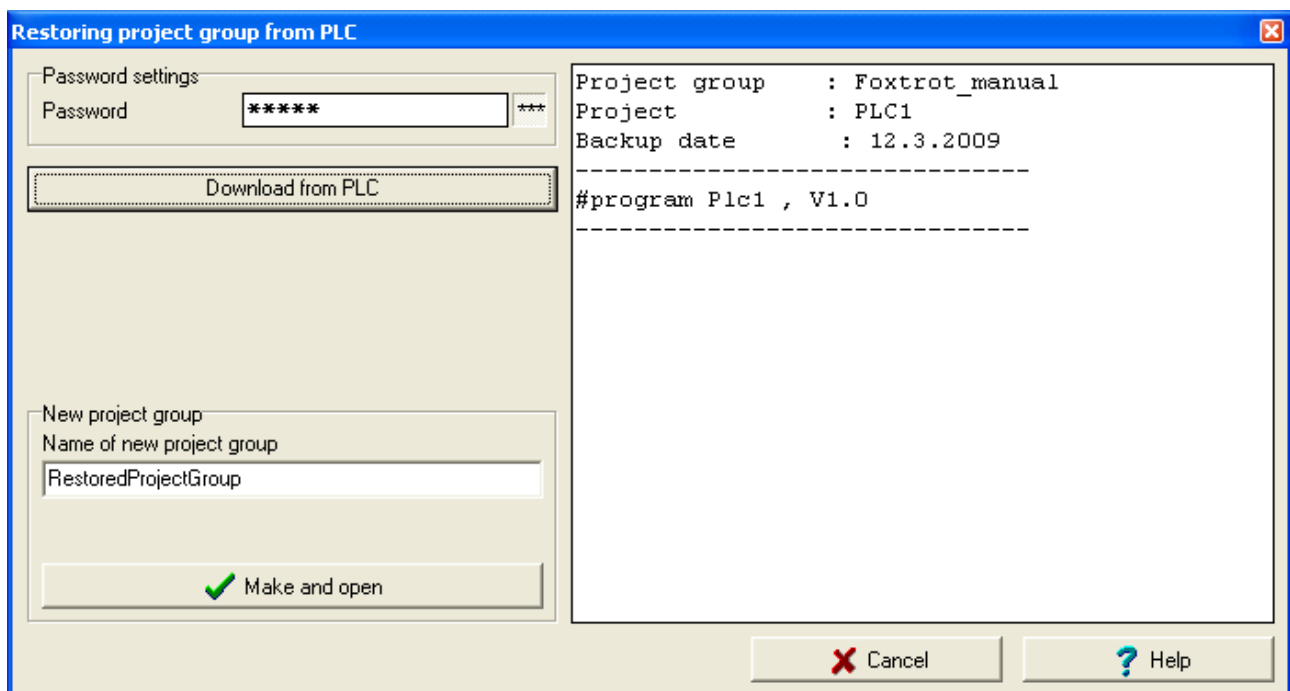 Restoring project group from PLC
Password settings
Password ***** ***
Download from PLC
New project group
Name of new project group
RestoredProjectGroup
Make and open
Project group : Foxtrot_manual
Project : PLC1
Backup date : 12.3.2009
-------------------------------
#program Plc1 , V1.0
-------------------------------
Cancel
Help